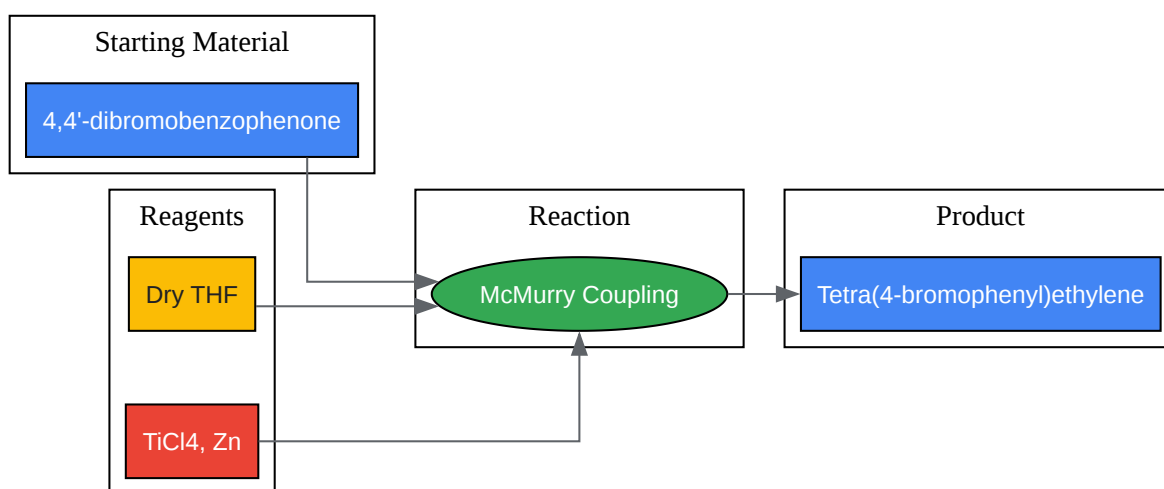 Starting Material
4,4'-dibromobenzophenone
Reagents
Dry THF
TiCl4, Zn
Reaction
McMurry Coupling
Product
Tetra(4-bromophenyl)ethylene